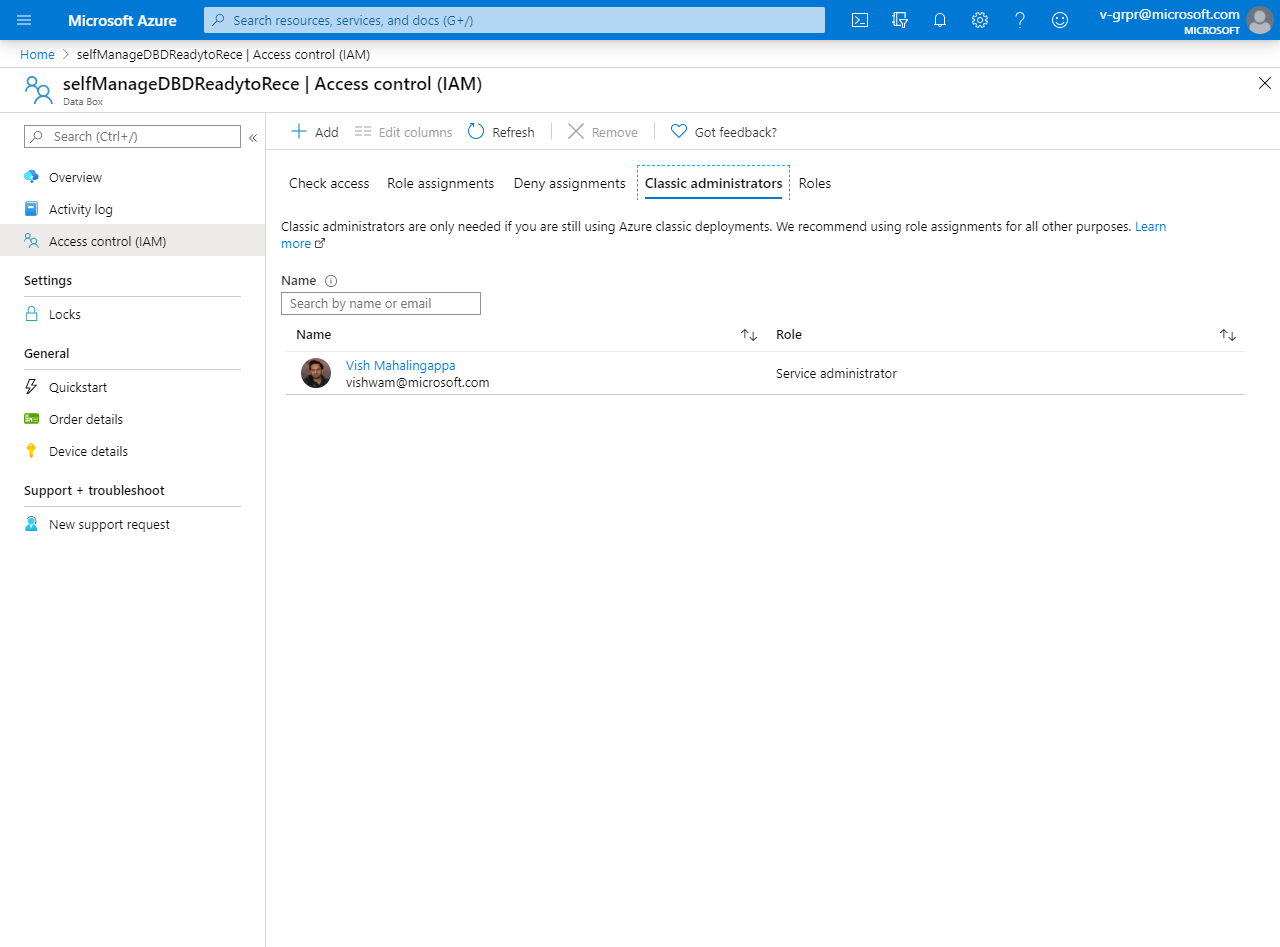 Microsoft Azure
Search resources, services, and docs (G+/)
v-grpr@microsoft.com
MICROSOFT
Home > selfManageDBDReadytoRece | Access control (IAM)
selfManageDBDReadytoRece | Access control (IAM)
Data Box
Search (Ctrl+/)
Overview
Activity log
Access control (IAM)
Settings
Locks
General
Quickstart
Order details
Device details
Support + troubleshoot
New support request
Add Edit columns Refresh Remove Got feedback?
Check access Role assignments Deny assignments Classic administrators Roles
Classic administrators are only needed if you are still using Azure classic deployments. We recommend using role assignments for all other purposes. Learn
more
Name
Search by name or email
Name Role
Vish Mahalingappa
vishwam@microsoft.com
Service administrator